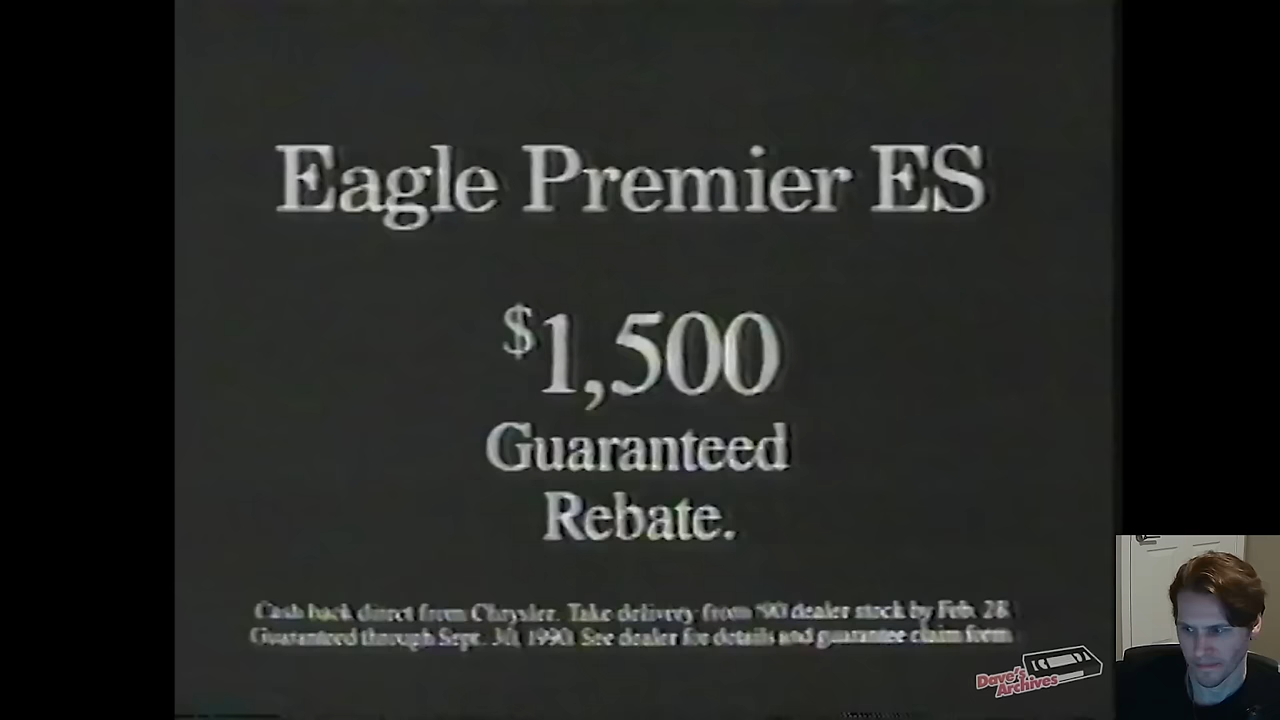 Eagle Premier ES
$1,500
Guaranteed
Rebate.
Cash back direct from Chrysler. Take delivery from '90 dealer stock by Feb. 28.
Guaranteed through Sept. 30, 1990. See dealer for details and guarantee claim form.
Dave's
Archives